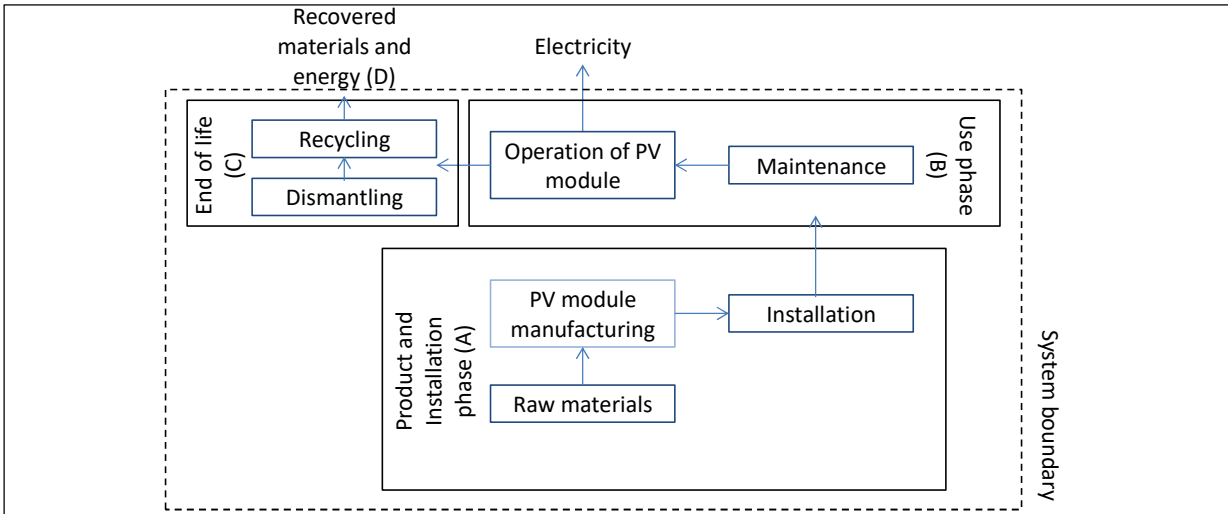 Recovered
materials and
energy (D)
Electricity
End of life
(C)
Recycling
Dismantling
Operation of PV
module
Maintenance
Use phase
(B)
Product and
Installation
phase (A)
PV module
manufacturing
Installation
Raw materials
System boundary